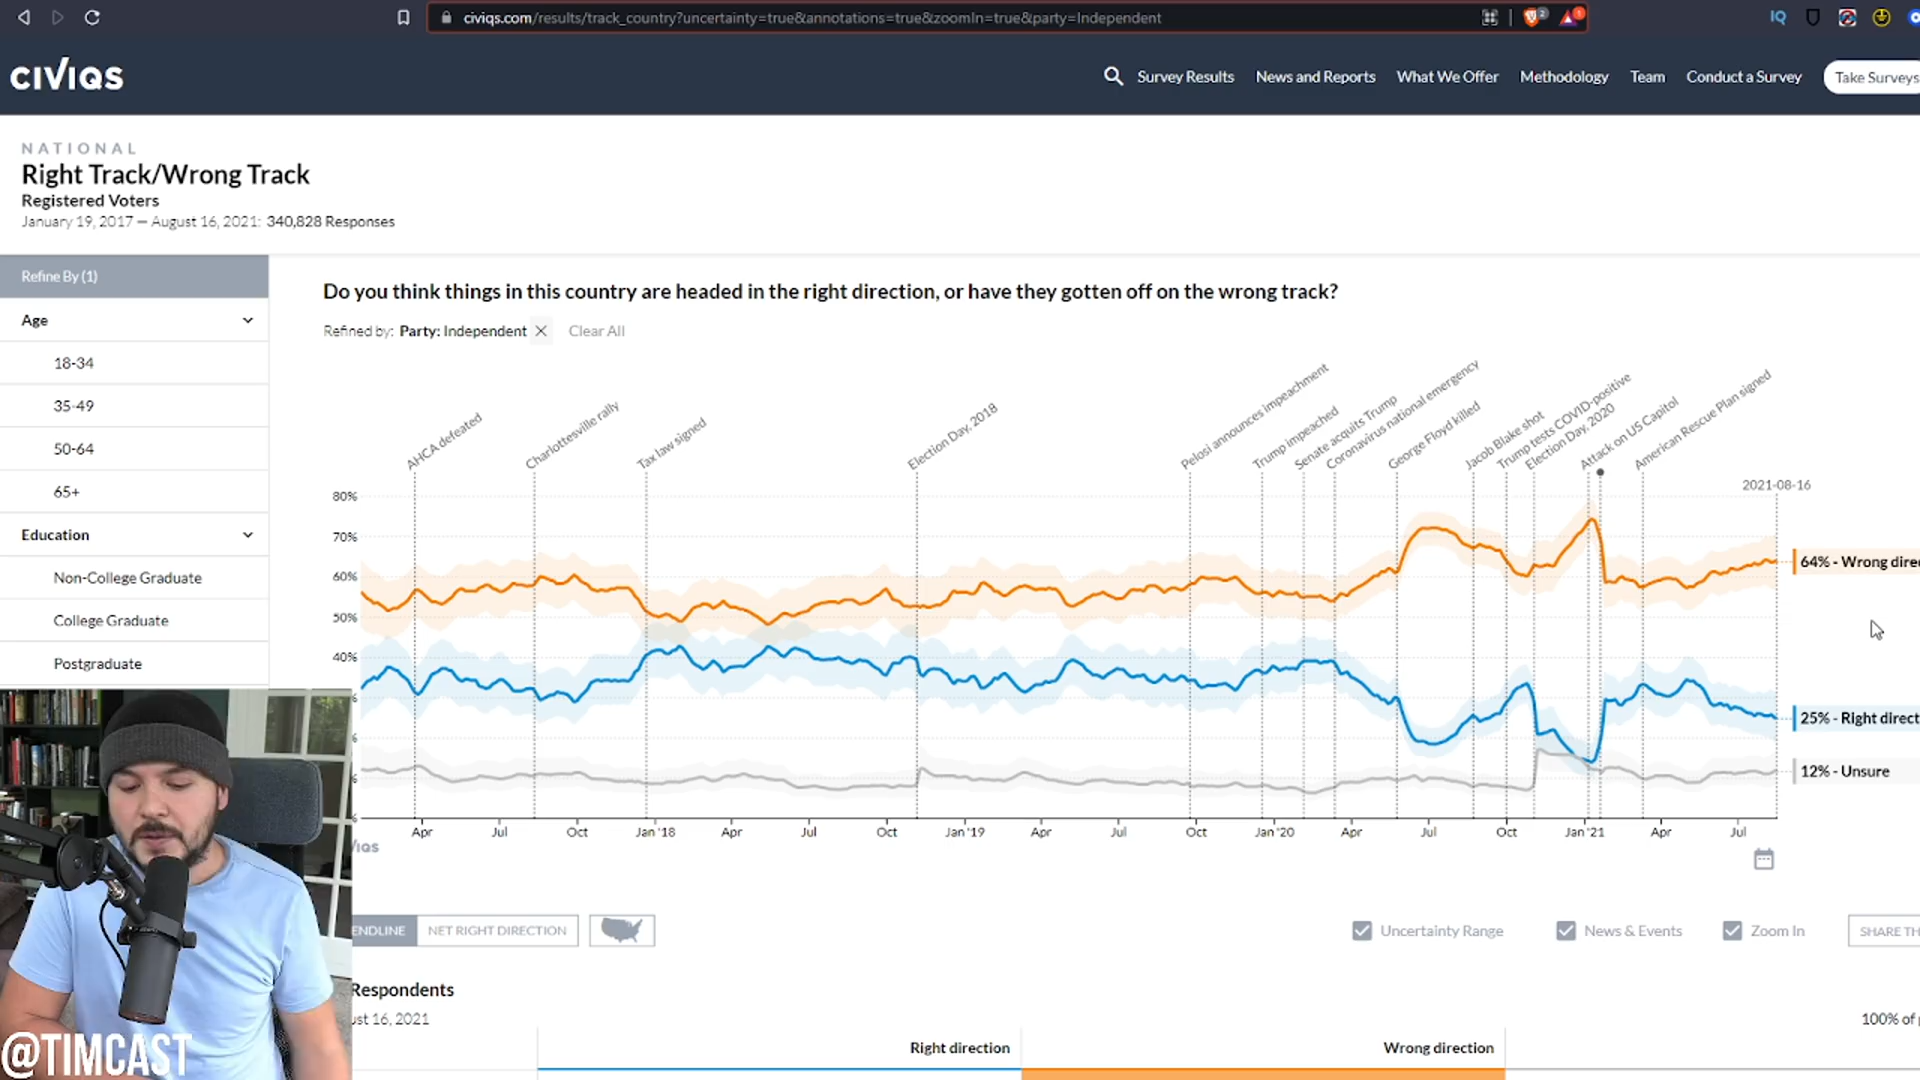 civiqs.com/results/track_country?uncertainty=true&annotations=true&zoomIn=true&party=Independent
IQ
CIVIQS
Survey Results
News and Reports
What We Offer
Methodology
Team
Conduct a Survey
Take Surveys
NATIONAL
Right Track/Wrong Track
Registered Voters
January 19, 2017 — August 16, 2021: 340,828 Responses
Refine By (1)
Age
18-34
35-49
50-64
65+
Education
Non-College Graduate
College Graduate
Postgraduate
Do you think things in this country are headed in the right direction, or have they gotten off on the wrong track?
Refined by: Party: Independent
Clear All
AHCA defeated
Charlottesville rally
Tax law signed
Election Day, 2018
Pelosi announces impeachment
Trump impeached
Senate acquits Trump
Coronavirus national emergency
George Floyd killed
Jacob Blake shot
Trump tests COVID-positive
Election Day, 2020
Attack on US Capitol
American Rescue Plan signed
2021-08-16
80%
70%
60%
50%
40%
64% - Wrong dire
25% - Right direct
12% - Unsure
Apr
Jul
Oct
Jan '18
Apr
Jul
Oct
Jan '19
Apr
Jul
Oct
Jan '20
Apr
Jul
Oct
Jan '21
Apr
Jul
iqs
ENDLINE
NET RIGHT DIRECTION
Uncertainty Range
News & Events
Zoom In
SHARE TH
Respondents
ust 16, 2021
100% of
Right direction
Wrong direction
@TIMCAST